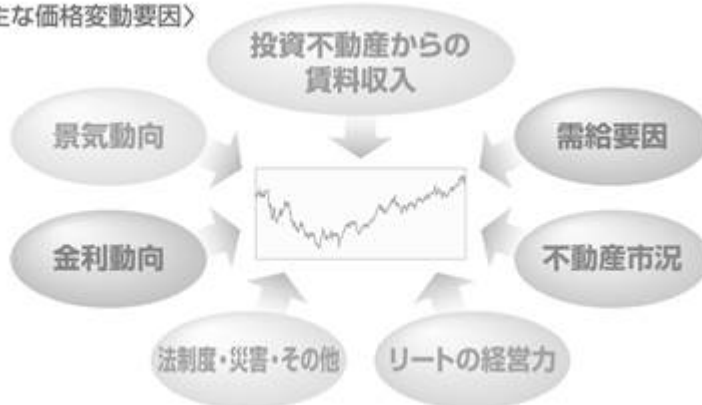 主な価格変動要因〉
投資不動産からの
賃料収入
景気動向
需給要因
金利動向
不動産市況
法制度・災害・その他
リートの経営力